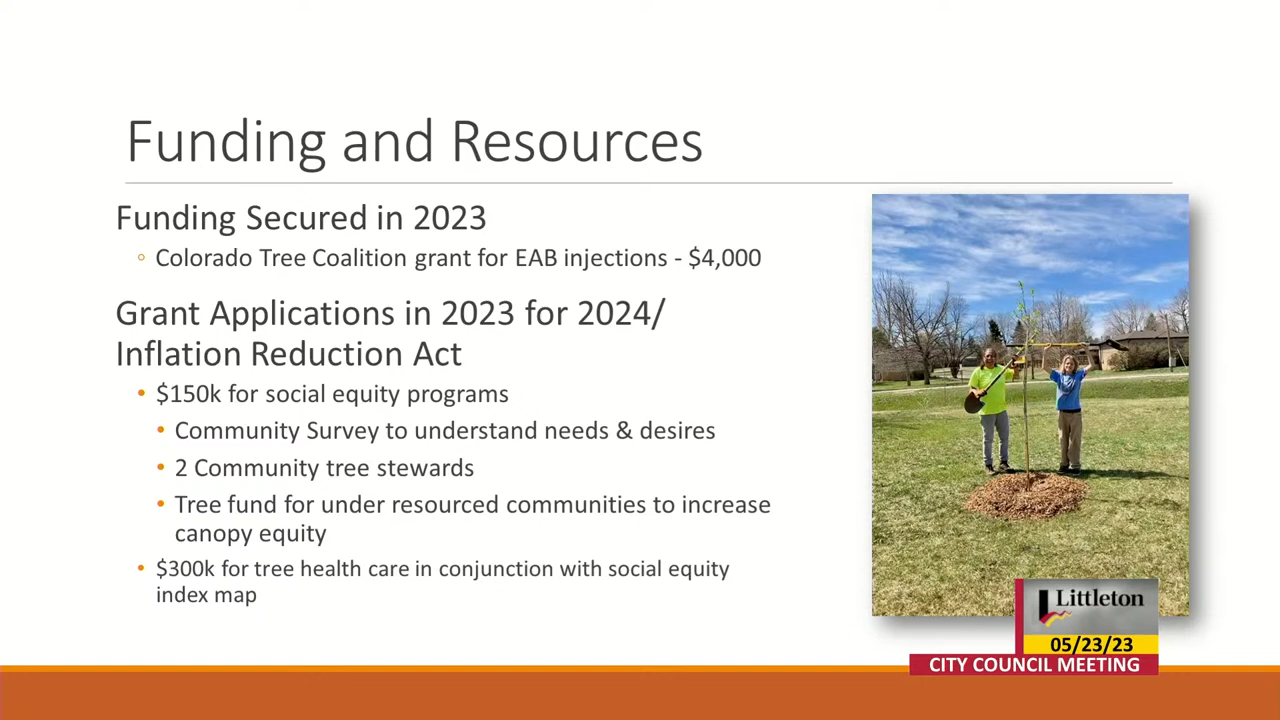 Funding and Resources
Funding Secured in 2023
◦ Colorado Tree Coalition grant for EAB injections - $4,000
Grant Applications in 2023 for 2024/
Inflation Reduction Act
• $150k for social equity programs
• Community Survey to understand needs & desires
• 2 Community tree stewards
• Tree fund for under resourced communities to increase
canopy equity
• $300k for tree health care in conjunction with social equity
index map
Littleton
05/23/23
CITY COUNCIL MEETING